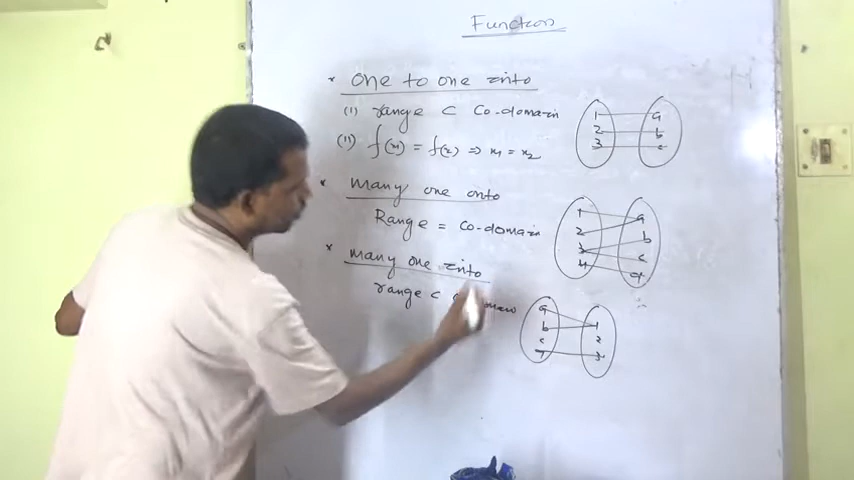 Function
* one to one into
(i) range ⊂ Co-domain
(ii) f(x1) = f(x2) ⇒ x1 = x2
1 a
2 b
3 c
* many one onto
Range = co-domain
1 a
2 b
3 c
4 d
* many one into
range ⊂
a 1
b 2
c 3